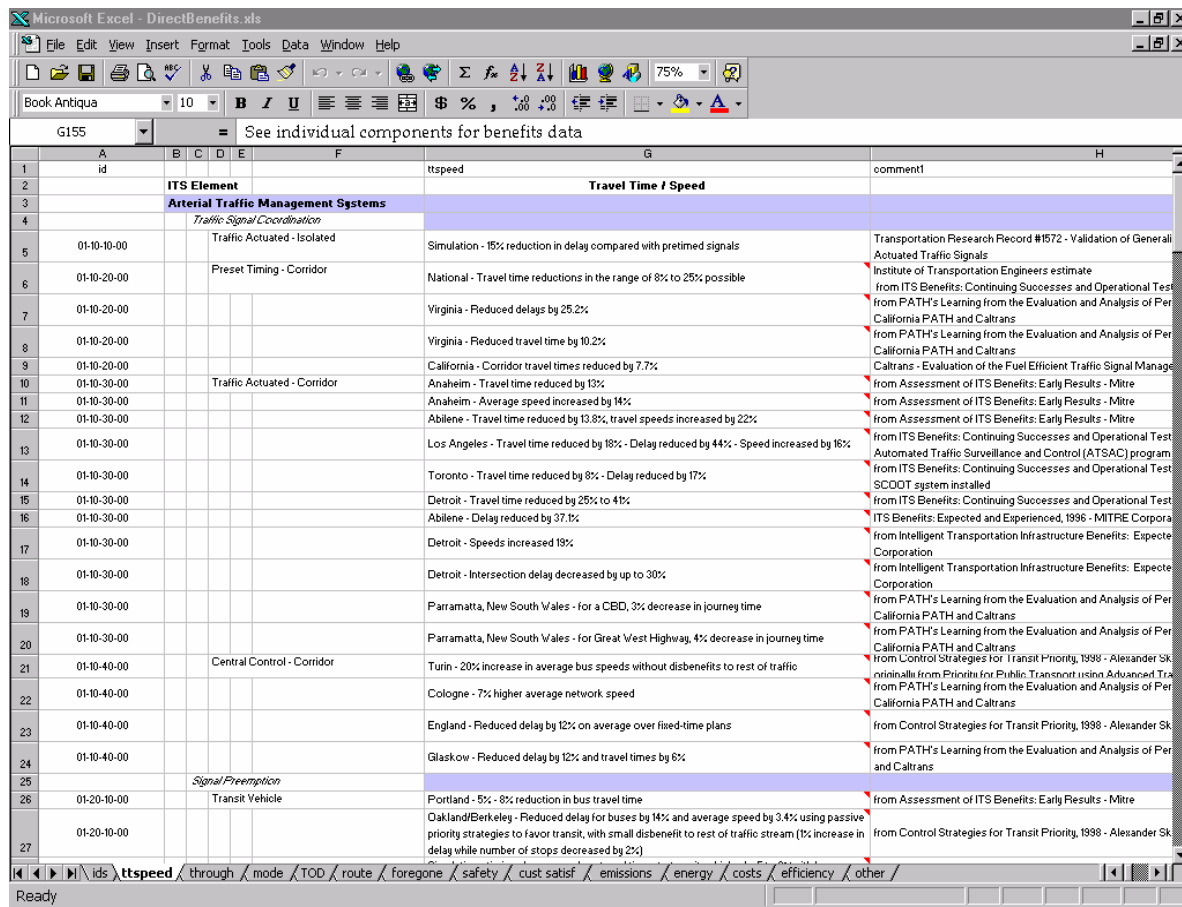 Microsoft Excel - DirectBenefits.xls
File Edit View Insert Format Tools Data Window Help
75%
Book Antiqua 10 B I U $ % ,
G155 = See individual components for benefits data
A B C D E F G H
1 id ttspeed comment1
2 ITS Element Travel Time / Speed
3 Arterial Traffic Management Systems
4 Traffic Signal Coordination
5 01-10-10-00 Traffic Actuated - Isolated Simulation - 15% reduction in delay compared with pretimed signals Transportation Research Record #1572 - Validation of Generali
Actuated Traffic Signals
6 01-10-20-00 Preset Timing - Corridor National - Travel time reductions in the range of 8% to 25% possible Institute of Transportation Engineers estimate
from ITS Benefits: Continuing Successes and Operational Test
7 01-10-20-00 Virginia - Reduced delays by 25.2% from PATH's Learning from the Evaluation and Analysis of Per
California PATH and Caltrans
8 01-10-20-00 Virginia - Reduced travel time by 10.2% from PATH's Learning from the Evaluation and Analysis of Per
California PATH and Caltrans
9 01-10-20-00 California - Corridor travel times reduced by 7.7% Caltrans - Evaluation of the Fuel Efficient Traffic Signal Manage
10 01-10-30-00 Traffic Actuated - Corridor Anaheim - Travel time reduced by 13% from Assessment of ITS Benefits: Early Results - Mitre
11 01-10-30-00 Anaheim - Average speed increased by 14% from Assessment of ITS Benefits: Early Results - Mitre
12 01-10-30-00 Abilene - Travel time reduced by 13.8%, travel speeds increased by 22% from Assessment of ITS Benefits: Early Results - Mitre
13 01-10-30-00 Los Angeles - Travel time reduced by 18% - Delay reduced by 44% - Speed increased by 16% from ITS Benefits: Continuing Successes and Operational Test
Automated Traffic Surveillance and Control (ATSAC) program
14 01-10-30-00 Toronto - Travel time reduced by 8% - Delay reduced by 17% from ITS Benefits: Continuing Successes and Operational Test
SCOOT system installed
15 01-10-30-00 Detroit - Travel time reduced by 25% to 41% from ITS Benefits: Continuing Successes and Operational Test
16 01-10-30-00 Abilene - Delay reduced by 37.1% ITS Benefits: Expected and Experienced, 1996 - MITRE Corpora
17 01-10-30-00 Detroit - Speeds increased 19% from Intelligent Transportation Infrastructure Benefits: Expecte
Corporation
18 01-10-30-00 Detroit - Intersection delay decreased by up to 30% from Intelligent Transportation Infrastructure Benefits: Expecte
Corporation
19 01-10-30-00 Parramatta, New South Wales - for a CBD, 3% decrease in journey time from PATH's Learning from the Evaluation and Analysis of Per
California PATH and Caltrans
20 01-10-30-00 Parramatta, New South Wales - for Great West Highway, 4% decrease in journey time from PATH's Learning from the Evaluation and Analysis of Per
California PATH and Caltrans
21 01-10-40-00 Central Control - Corridor Turin - 20% increase in average bus speeds without disbenefits to rest of traffic from Control Strategies for Transit Priority, 1998 - Alexander Sk
originally from Priority for Public Transport using Advanced Tra
22 01-10-40-00 Cologne - 7% higher average network speed from PATH's Learning from the Evaluation and Analysis of Per
California PATH and Caltrans
23 01-10-40-00 England - Reduced delay by 12% on average over fixed-time plans from Control Strategies for Transit Priority, 1998 - Alexander Sk
24 01-10-40-00 Glaskow - Reduced delay by 12% and travel times by 6% from PATH's Learning from the Evaluation and Analysis of Per
and Caltrans
25 Signal Preemption
26 01-20-10-00 Transit Vehicle Portland - 5% - 8% reduction in bus travel time from Assessment of ITS Benefits: Early Results - Mitre
27 01-20-10-00 Oakland/Berkeley - Reduced delay for buses by 14% and average speed by 3.4% using passive
priority strategies to favor transit, with small disbenefit to rest of traffic stream (1% increase in
delay while number of stops decreased by 2%) from Control Strategies for Transit Priority, 1998 - Alexander Sk
ids ttspeed through mode TOD route foregone safety cust satisf emissions energy costs efficiency other
Ready